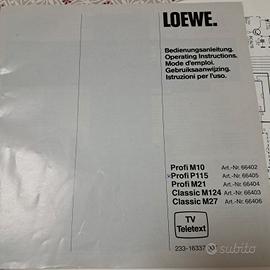 LOEWE.
Bedienungsanleitung.
Operating Instructions.
Mode d'emploi.
Gebruiksaanwijzing.
Istruzioni per l'uso.
Profi M10 Art.-Nr. 66402
Profi P115 Art.-Nr. 66405
Profi M21 Art.-Nr. 66404
Classic M124 Art.-Nr. 66403
Classic M27 Art.-Nr. 66406
TV
Teletext
233-16337
subito